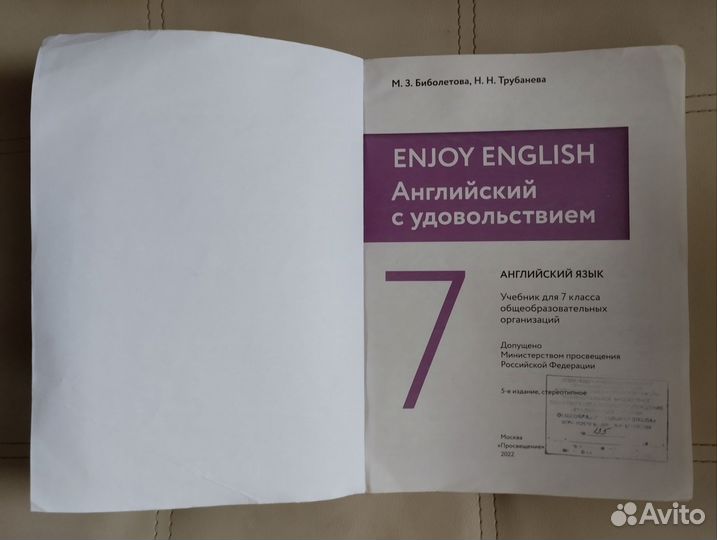 М. З. Биболетова, Н. Н. Трубанева
ENJOY ENGLISH
Английский
с удовольствием
7
АНГЛИЙСКИЙ ЯЗЫК
Учебник для 7 класса
общеобразовательных
организаций
Допущено
Министерством просвещения
Российской Федерации
5-е издание, стереотипное
Москва
«Просвещение»
2022
Avito